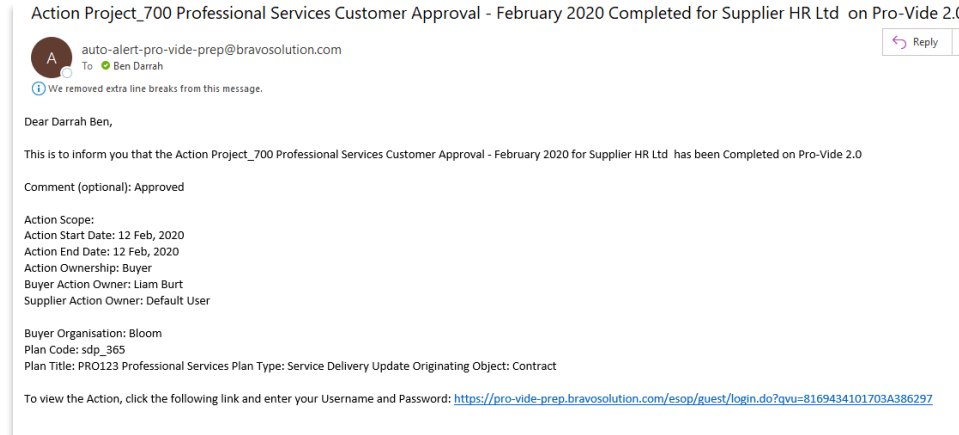 Action Project_700 Professional Services Customer Approval - February 2020 Completed for Supplier HR Ltd on Pro-Vide 2.0
A
auto-alert-pro-vide-prep@bravosolution.com
Reply
To Ben Darrah
We removed extra line breaks from this message.
Dear Darrah Ben,
This is to inform you that the Action Project_700 Professional Services Customer Approval - February 2020 for Supplier HR Ltd has been Completed on Pro-Vide 2.0
Comment (optional): Approved
Action Scope:
Action Start Date: 12 Feb, 2020
Action End Date: 12 Feb, 2020
Action Ownership: Buyer
Buyer Action Owner: Liam Burt
Supplier Action Owner: Default User
Buyer Organisation: Bloom
Plan Code: sdp_365
Plan Title: PRO123 Professional Services Plan Type: Service Delivery Update Originating Object: Contract
To view the Action, click the following link and enter your Username and Password: https://pro-vide-prep.bravosolution.com/esop/guest/login.do?qvu=8169434101703A386297